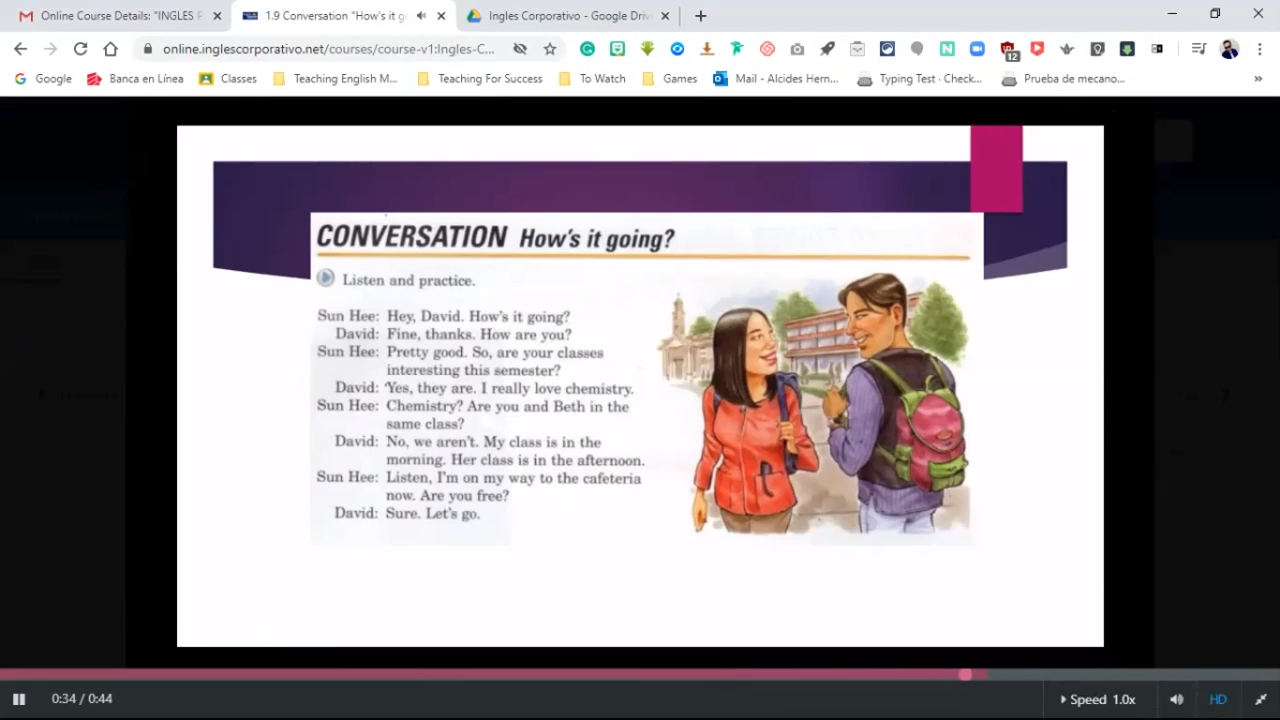 Online Course Details: "INGLES P
1.9 Conversation "How's it g
Ingles Corporativo - Google Driv
online.inglescorporativo.net/courses/course-v1:Ingles-C...
12
Google
Banca en Línea
Classes
Teaching English M...
Teaching For Success
To Watch
Games
Mail - Alcides Hern...
Typing Test · Check...
Prueba de mecano...
»
CONVERSATION How's it going?
Listen and practice.
Sun Hee: Hey, David. How's it going?
David: Fine, thanks. How are you?
Sun Hee: Pretty good. So, are your classes
interesting this semester?
David: Yes, they are. I really love chemistry.
Sun Hee: Chemistry? Are you and Beth in the
same class?
David: No, we aren't. My class is in the
morning. Her class is in the afternoon.
Sun Hee: Listen, I'm on my way to the cafeteria
now. Are you free?
David: Sure. Let's go.
0:34 / 0:44
Speed 1.0x
HD